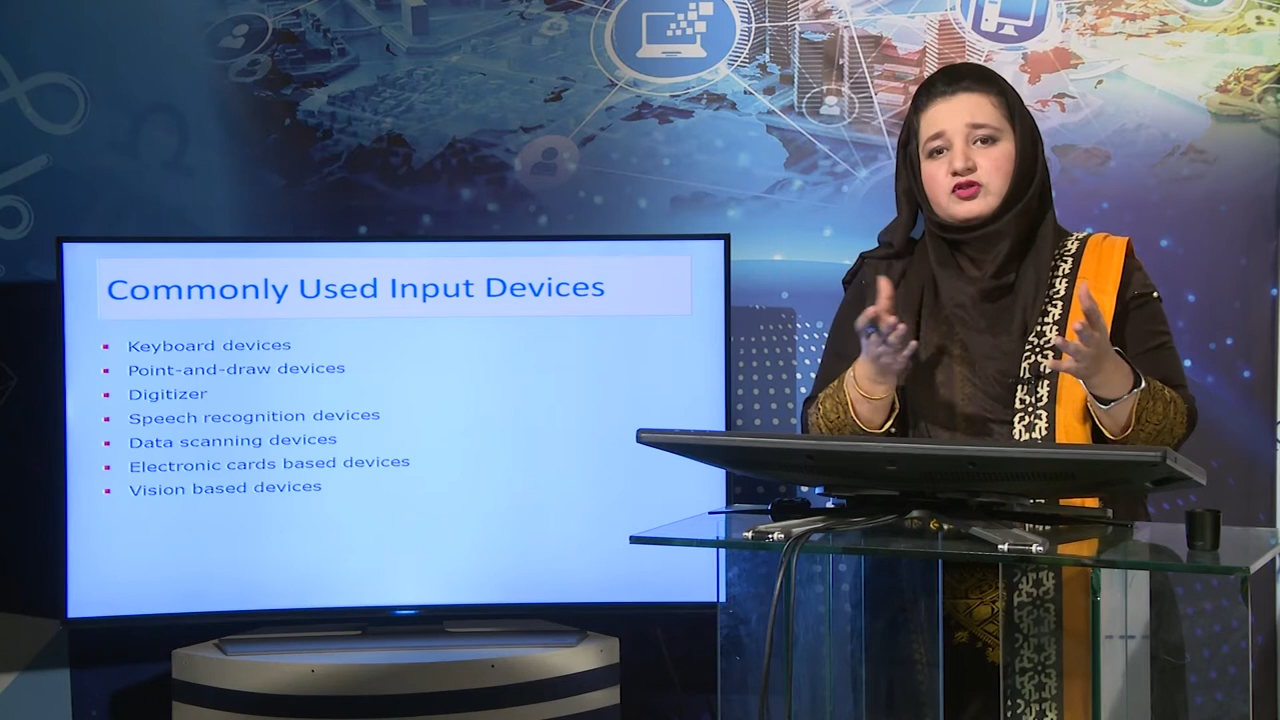 Commonly Used Input Devices
Keyboard devices
Point-and-draw devices
Digitizer
Speech recognition devices
Data scanning devices
Electronic cards based devices
Vision based devices